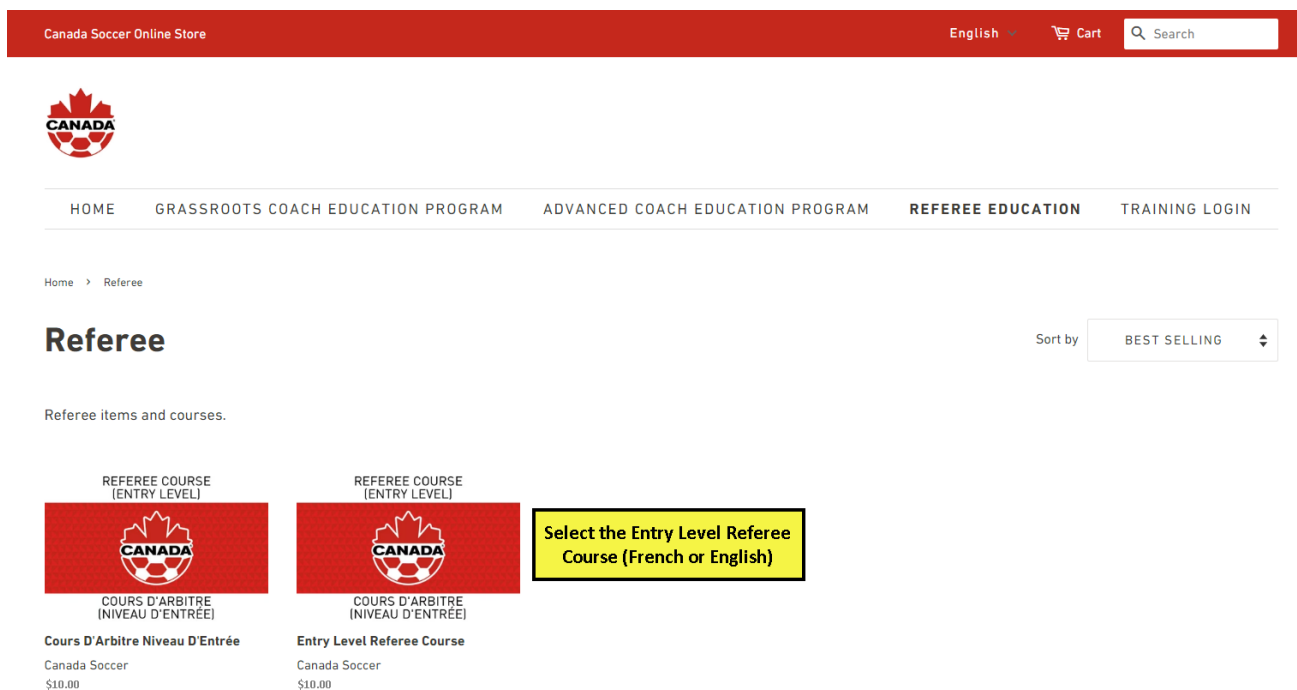 Canada Soccer Online Store
English
Cart
Search
CANADA
HOME
GRASSROOTS COACH EDUCATION PROGRAM
ADVANCED COACH EDUCATION PROGRAM
REFEREE EDUCATION
TRAINING LOGIN
Home > Referee
Referee
Sort by
BEST SELLING
Referee items and courses.
REFEREE COURSE
(ENTRY LEVEL)
CANADA
COURS D'ARBITRE
(NIVEAU D'ENTRÉE)
Cours D'Arbitre Niveau D'Entrée
Canada Soccer
$10.00
REFEREE COURSE
(ENTRY LEVEL)
CANADA
COURS D'ARBITRE
(NIVEAU D'ENTRÉE)
Entry Level Referee Course
Canada Soccer
$10.00
Select the Entry Level Referee
Course (French or English)